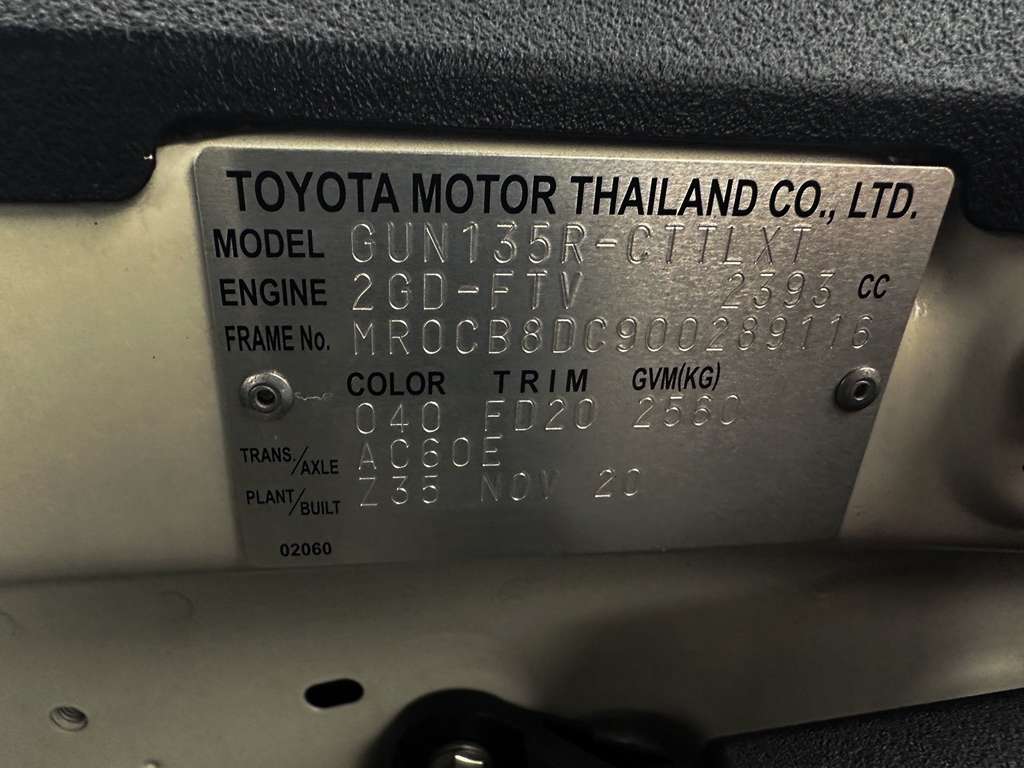 TOYOTA MOTOR THAILAND CO., LTD.
MODEL GUN135R-CTTLXT
ENGINE 2GD-FTV 2393 CC
FRAME No. MR0CB8DC900289116
COLOR TRIM GVM(KG)
040 FD20 2560
TRANS./AXLE AC60E
PLANT/BUILT Z35 NOV 20
02060